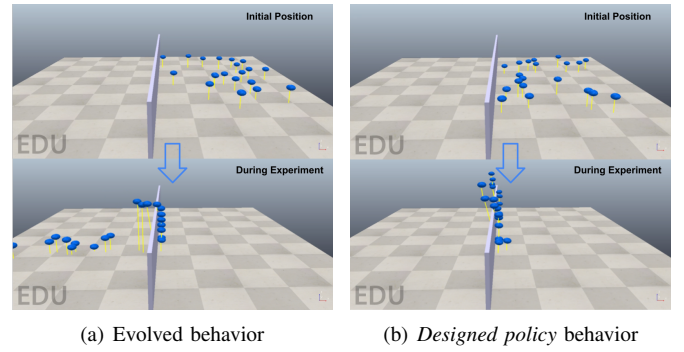 Initial Position
EDU
During Experiment
EDU
(a) Evolved behavior
Initial Position
EDU
During Experiment
EDU
(b) Designed policy behavior